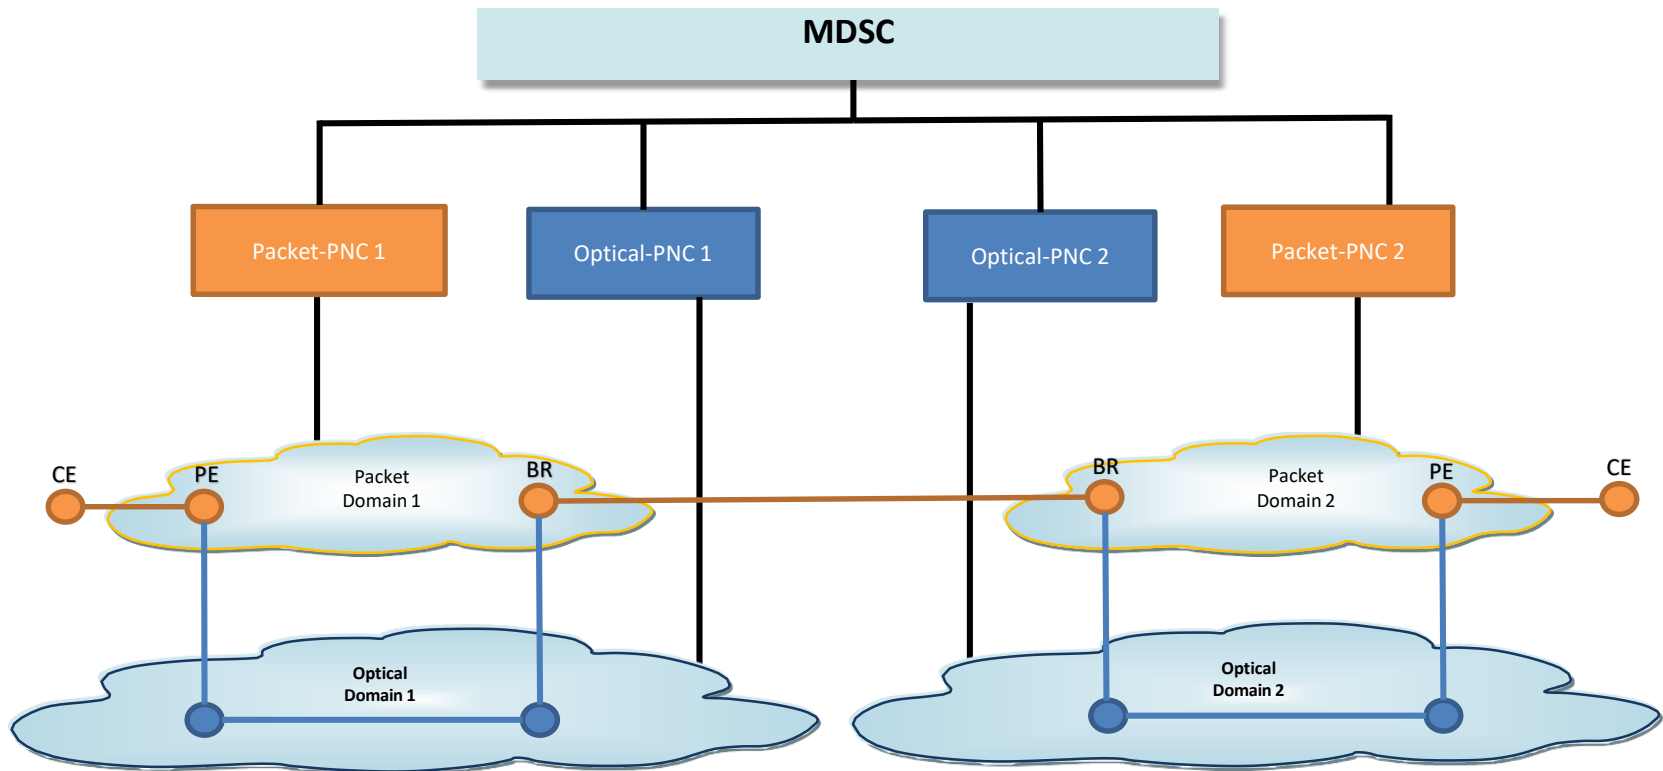 MDSC
Packet-PNC 1
Optical-PNC 1
Optical-PNC 2
Packet-PNC 2
CE
PE
Packet
Domain 1
BR
BR
Packet
Domain 2
PE
CE
Optical
Domain 1
Optical
Domain 2